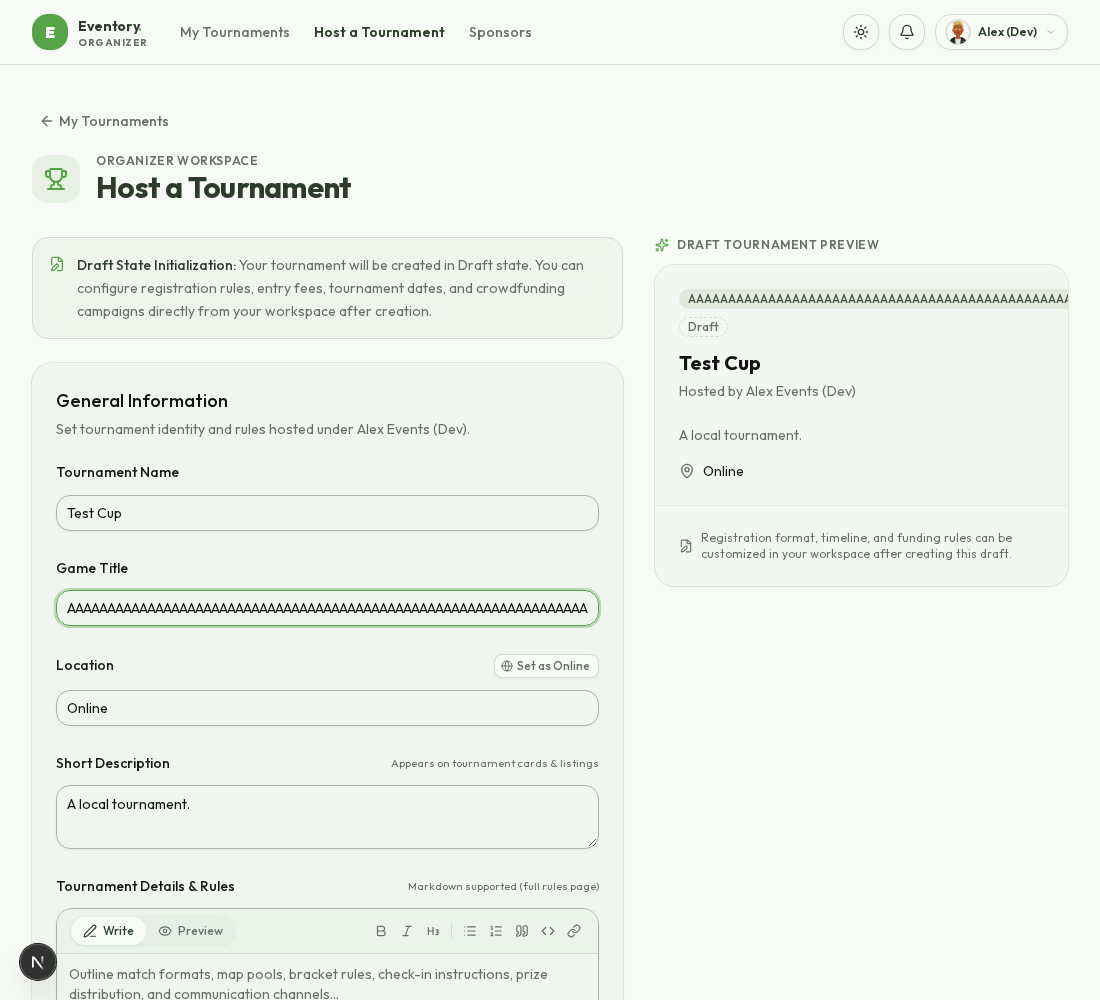 E
Eventory.
ORGANIZER
My Tournaments
Host a Tournament
Sponsors
Alex (Dev)
My Tournaments
ORGANIZER WORKSPACE
Host a Tournament
Draft State Initialization: Your tournament will be created in Draft state. You can
configure registration rules, entry fees, tournament dates, and crowdfunding
campaigns directly from your workspace after creation.
General Information
Set tournament identity and rules hosted under Alex Events (Dev).
Tournament Name
Test Cup
Game Title
AAAAAAAAAAAAAAAAAAAAAAAAAAAAAAAAAAAAAAAAAAAAAAAAAAAAAAAAAAAAAAAAA
Location
Set as Online
Online
Short Description
Appears on tournament cards & listings
A local tournament.
Tournament Details & Rules
Markdown supported (full rules page)
Write
Preview
H3
Outline match formats, map pools, bracket rules, check-in instructions, prize
distribution, and communication channels...
N
DRAFT TOURNAMENT PREVIEW
AAAAAAAAAAAAAAAAAAAAAAAAAAAAAAAAAAAAAAAAAAAAAAAA
Draft
Test Cup
Hosted by Alex Events (Dev)
A local tournament.
Online
Registration format, timeline, and funding rules can be
customized in your workspace after creating this draft.